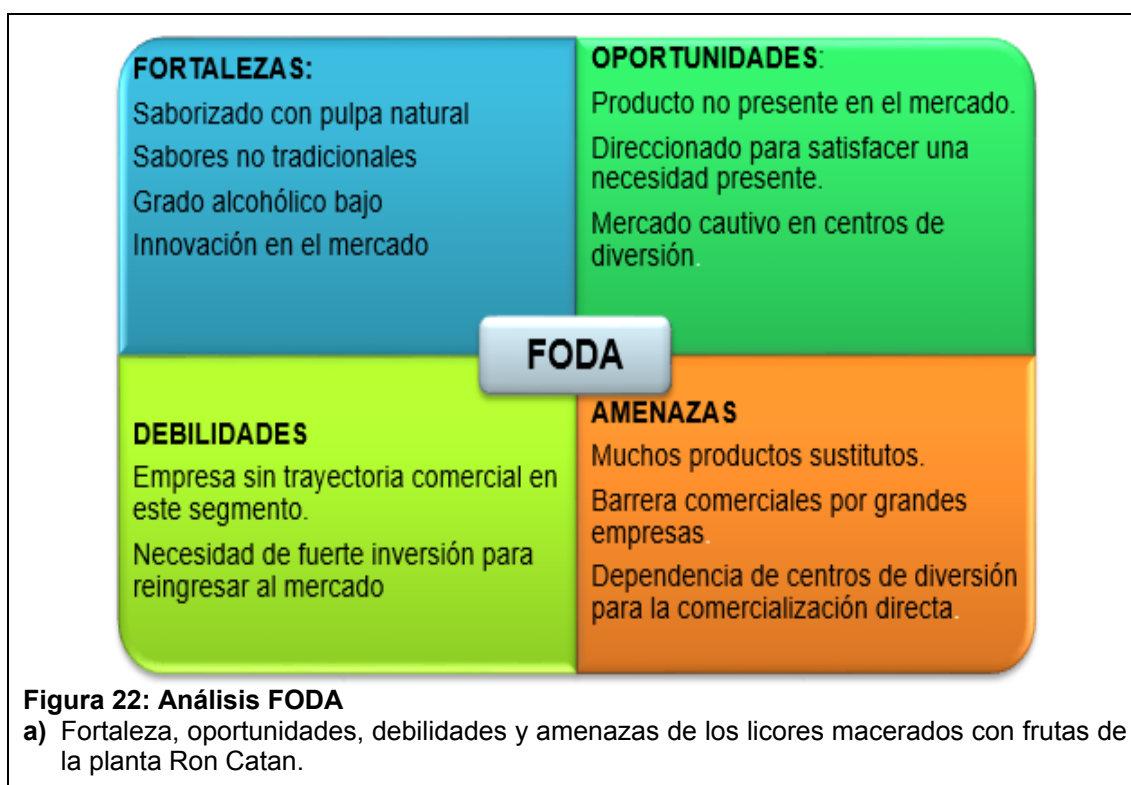 FORTALEZAS:
Saborizado con pulpa natural
Sabores no tradicionales
Grado alcohólico bajo
Innovación en el mercado
OPORTUNIDADES:
Producto no presente en el mercado.
Direccionado para satisfacer una
necesidad presente.
Mercado cautivo en centros de
diversión.
FODA
DEBILIDADES
Empresa sin trayectoria comercial en
este segmento.
Necesidad de fuerte inversión para
reingresar al mercado
AMENAZAS
Muchos productos sustitutos.
Barrera comerciales por grandes
empresas.
Dependencia de centros de diversión
para la comercialización directa.
Figura 22: Análisis FODA
a) Fortaleza, oportunidades, debilidades y amenazas de los licores macerados con frutas de
la planta Ron Catan.